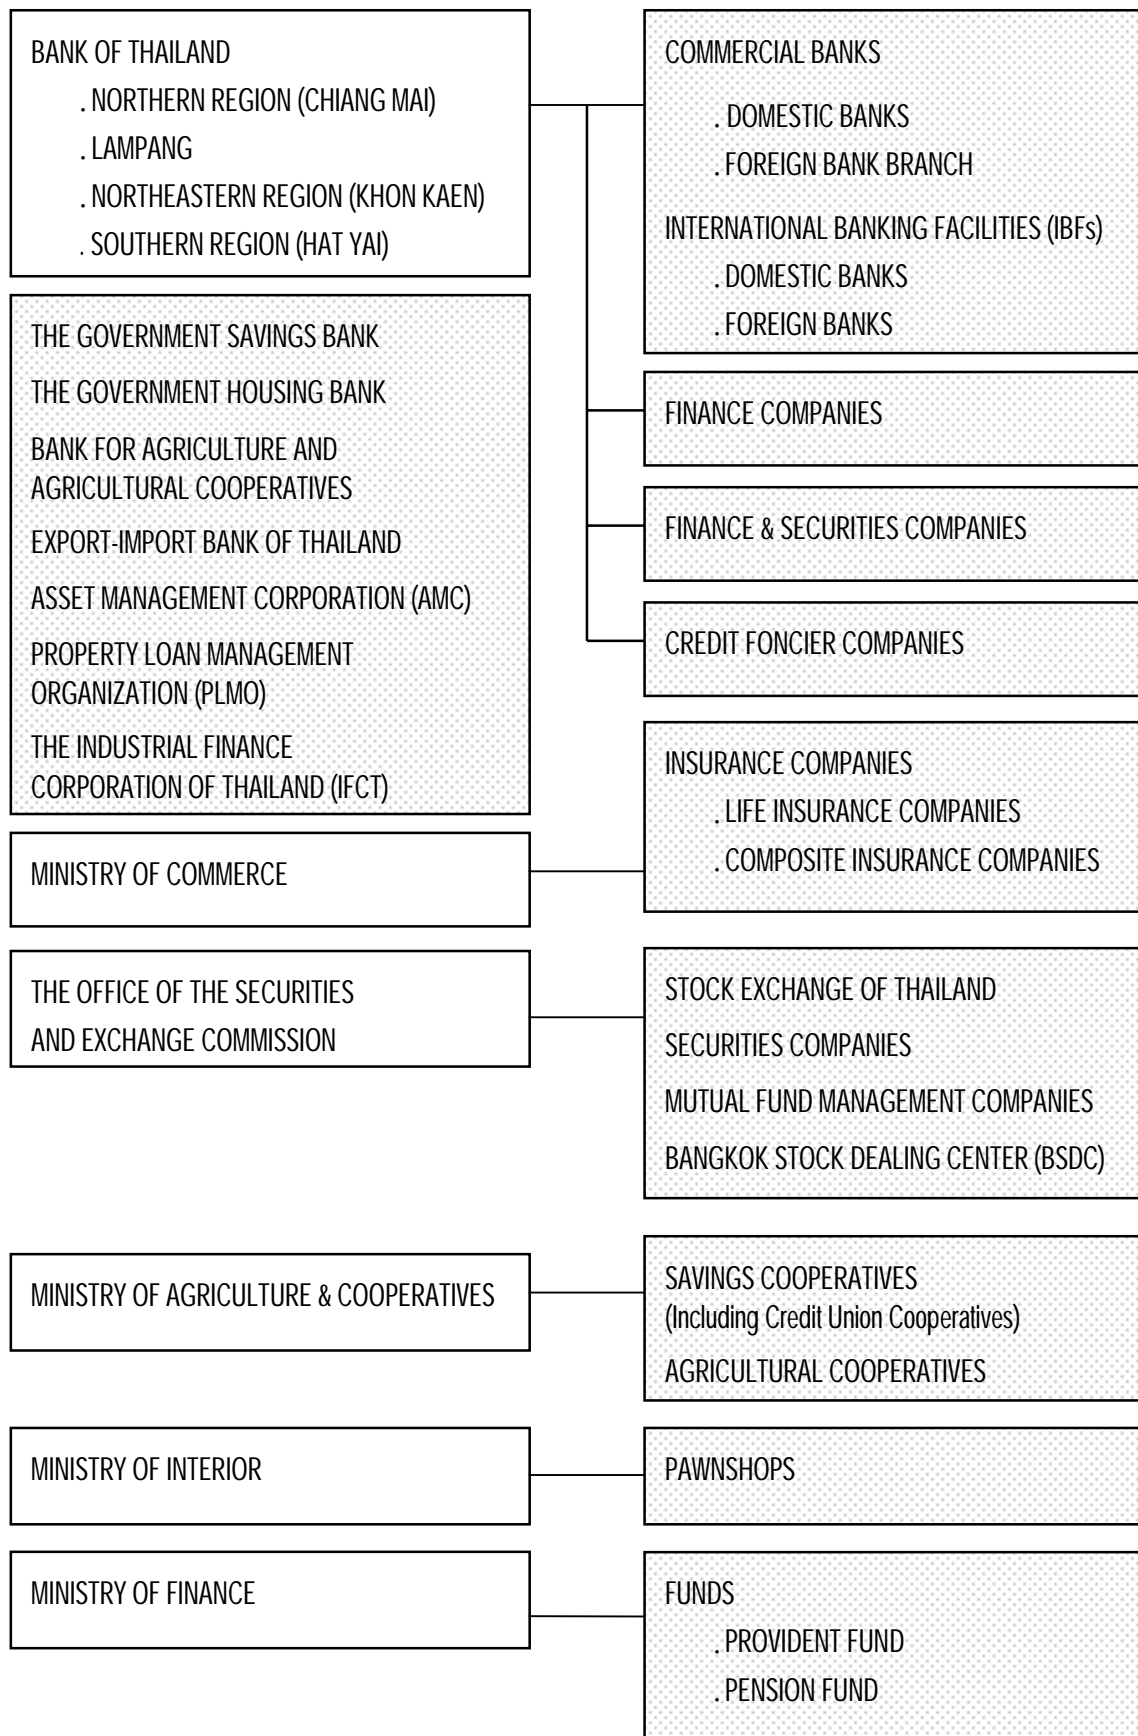 BANK OF THAILAND
. NORTHERN REGION (CHIANG MAI)
. LAMPANG
. NORTHEASTERN REGION (KHON KAEN)
. SOUTHERN REGION (HAT YAI)
COMMERCIAL BANKS
. DOMESTIC BANKS
. FOREIGN BANK BRANCH
INTERNATIONAL BANKING FACILITIES (IBFs)
. DOMESTIC BANKS
. FOREIGN BANKS
THE GOVERNMENT SAVINGS BANK
THE GOVERNMENT HOUSING BANK
BANK FOR AGRICULTURE AND
AGRICULTURAL COOPERATIVES
EXPORT-IMPORT BANK OF THAILAND
ASSET MANAGEMENT CORPORATION (AMC)
PROPERTY LOAN MANAGEMENT
ORGANIZATION (PLMO)
THE INDUSTRIAL FINANCE
CORPORATION OF THAILAND (IFCT)
FINANCE COMPANIES
FINANCE & SECURITIES COMPANIES
CREDIT FONCIER COMPANIES
MINISTRY OF COMMERCE
INSURANCE COMPANIES
. LIFE INSURANCE COMPANIES
. COMPOSITE INSURANCE COMPANIES
THE OFFICE OF THE SECURITIES
AND EXCHANGE COMMISSION
STOCK EXCHANGE OF THAILAND
SECURITIES COMPANIES
MUTUAL FUND MANAGEMENT COMPANIES
BANGKOK STOCK DEALING CENTER (BSDC)
MINISTRY OF AGRICULTURE & COOPERATIVES
SAVINGS COOPERATIVES
(Including Credit Union Cooperatives)
AGRICULTURAL COOPERATIVES
MINISTRY OF INTERIOR
PAWNSHOPS
MINISTRY OF FINANCE
FUNDS
. PROVIDENT FUND
. PENSION FUND